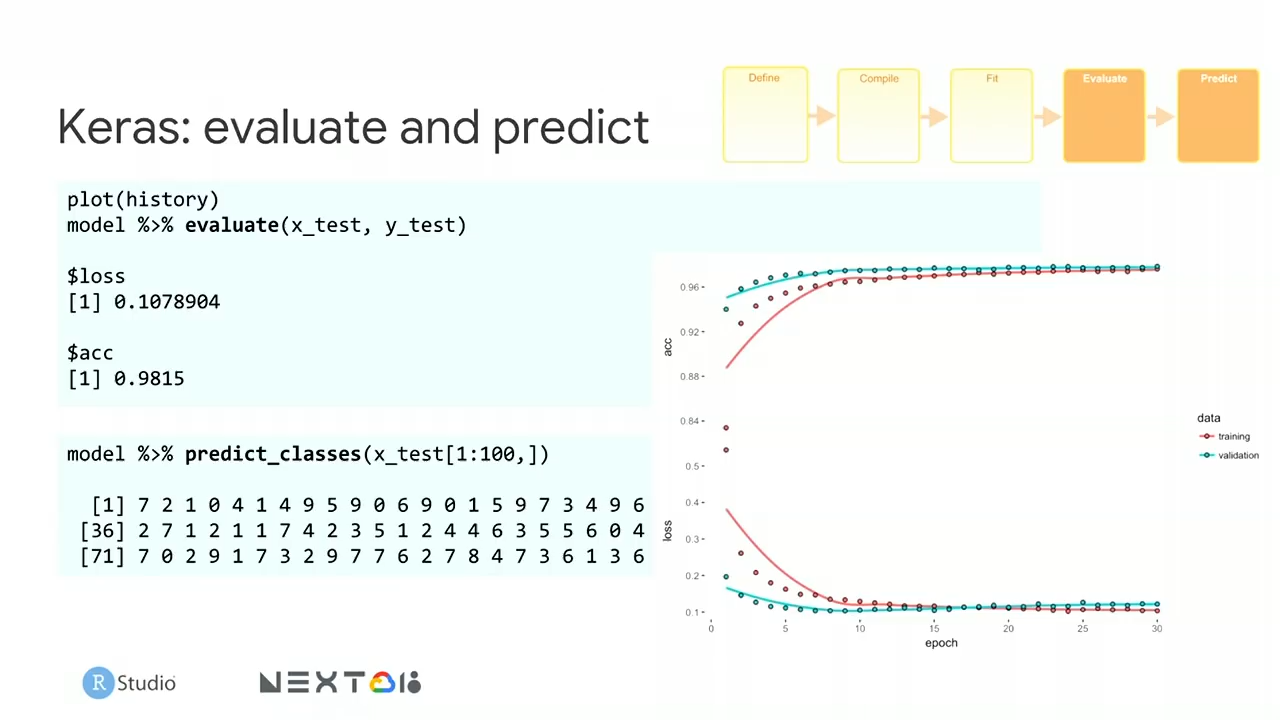 Define
Compile
Fit
Evaluate
Predict
Keras: evaluate and predict
plot(history)
model %>% evaluate(x_test, y_test)
$loss
[1] 0.1078904
$acc
[1] 0.9815
model %>% predict_classes(x_test[1:100,])
[1] 7 2 1 0 4 1 4 9 5 9 0 6 9 0 1 5 9 7 3 4 9 6
[36] 2 7 1 2 1 1 7 4 2 3 5 1 2 4 4 6 3 5 5 6 0 4
[71] 7 0 2 9 1 7 3 2 9 7 7 6 2 7 8 4 7 3 6 1 3 6
acc
0.96
0.92
0.88
0.84
loss
0.5
0.4
0.3
0.2
0.1
0
5
10
15
20
25
30
epoch
data
training
validation
R Studio
NEXT 18